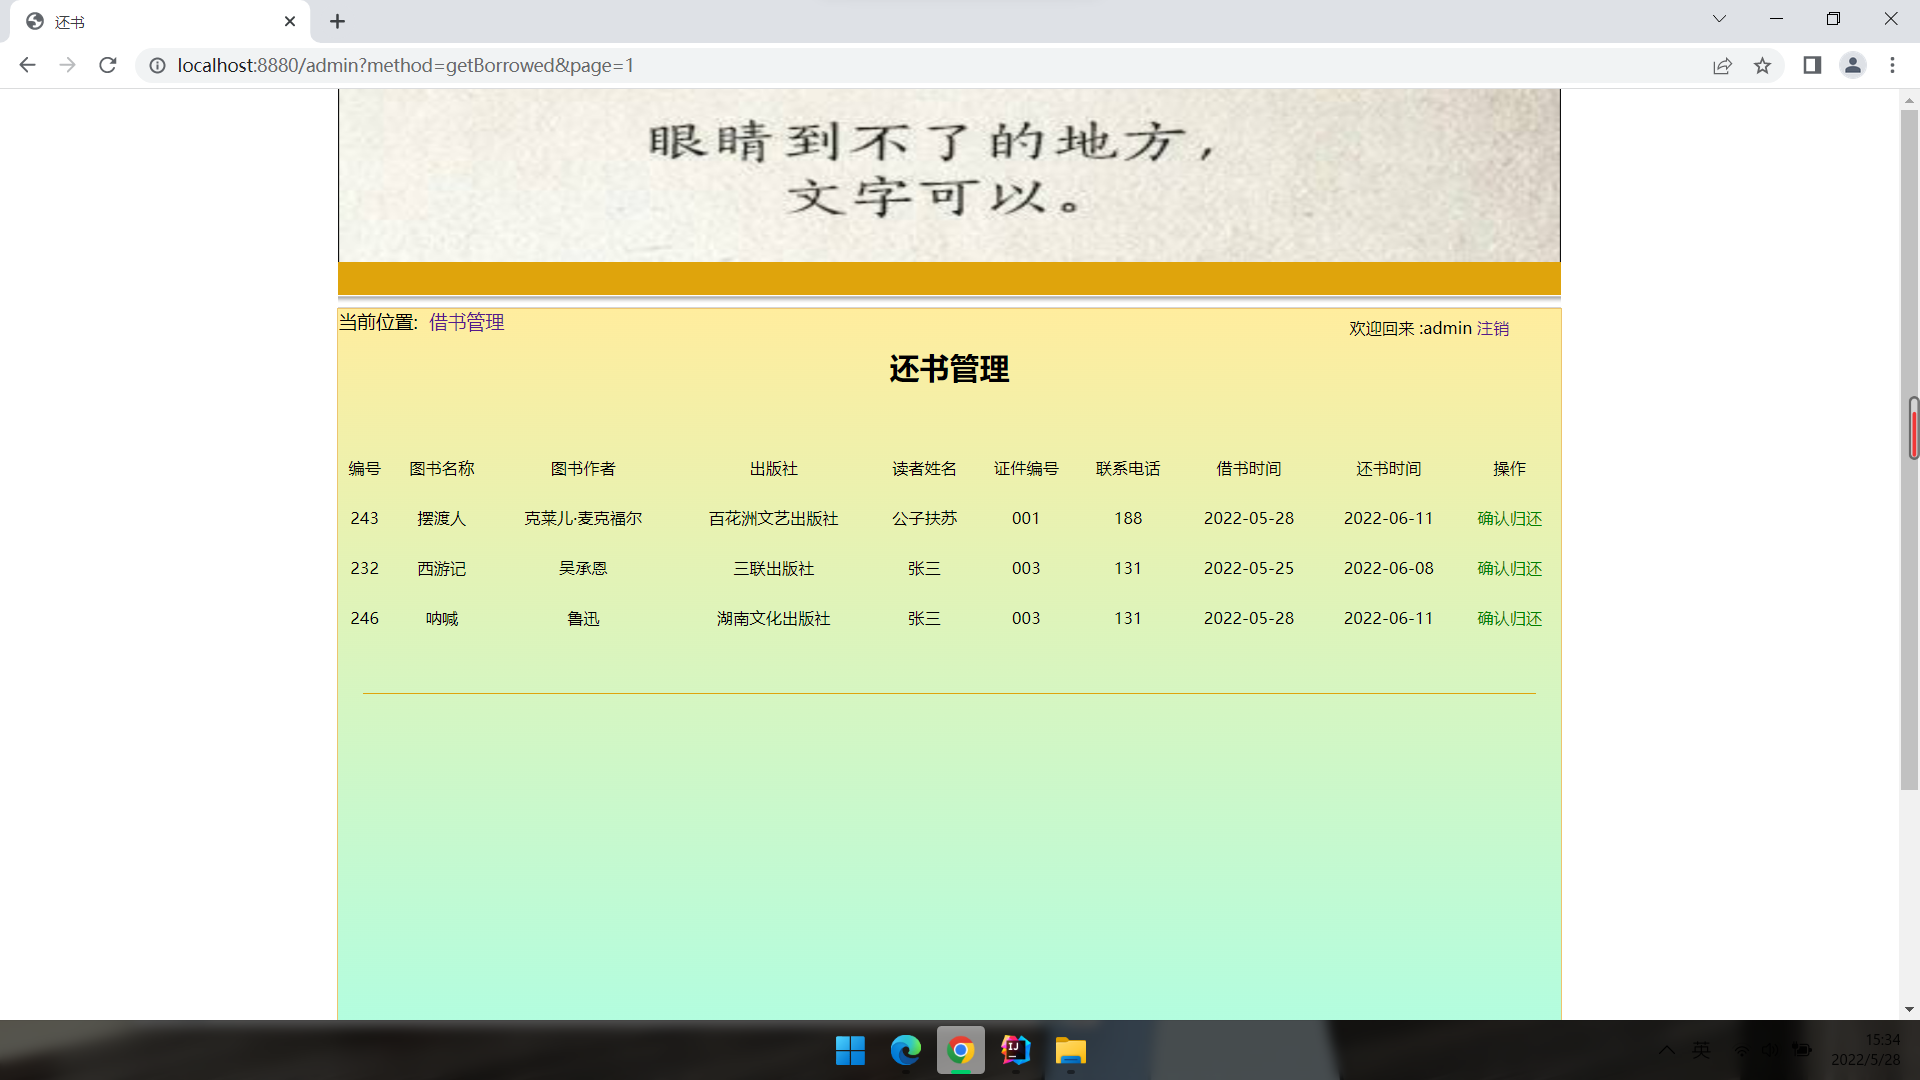 还书
localhost:8880/admin?method=getBorrowed&page=1
眼睛到不了的地方，
文字可以。
当前位置: 借书管理
欢迎回来 :admin 注销
还书管理
编号 图书名称 图书作者 出版社 读者姓名 证件编号 联系电话 借书时间 还书时间 操作
243 摆渡人 克莱儿·麦克福尔 百花洲文艺出版社 公子扶苏 001 188 2022-05-28 2022-06-11 确认归还
232 西游记 吴承恩 三联出版社 张三 003 131 2022-05-25 2022-06-08 确认归还
246 呐喊 鲁迅 湖南文化出版社 张三 003 131 2022-05-28 2022-06-11 确认归还
IJ
英
15:34
2022/5/28